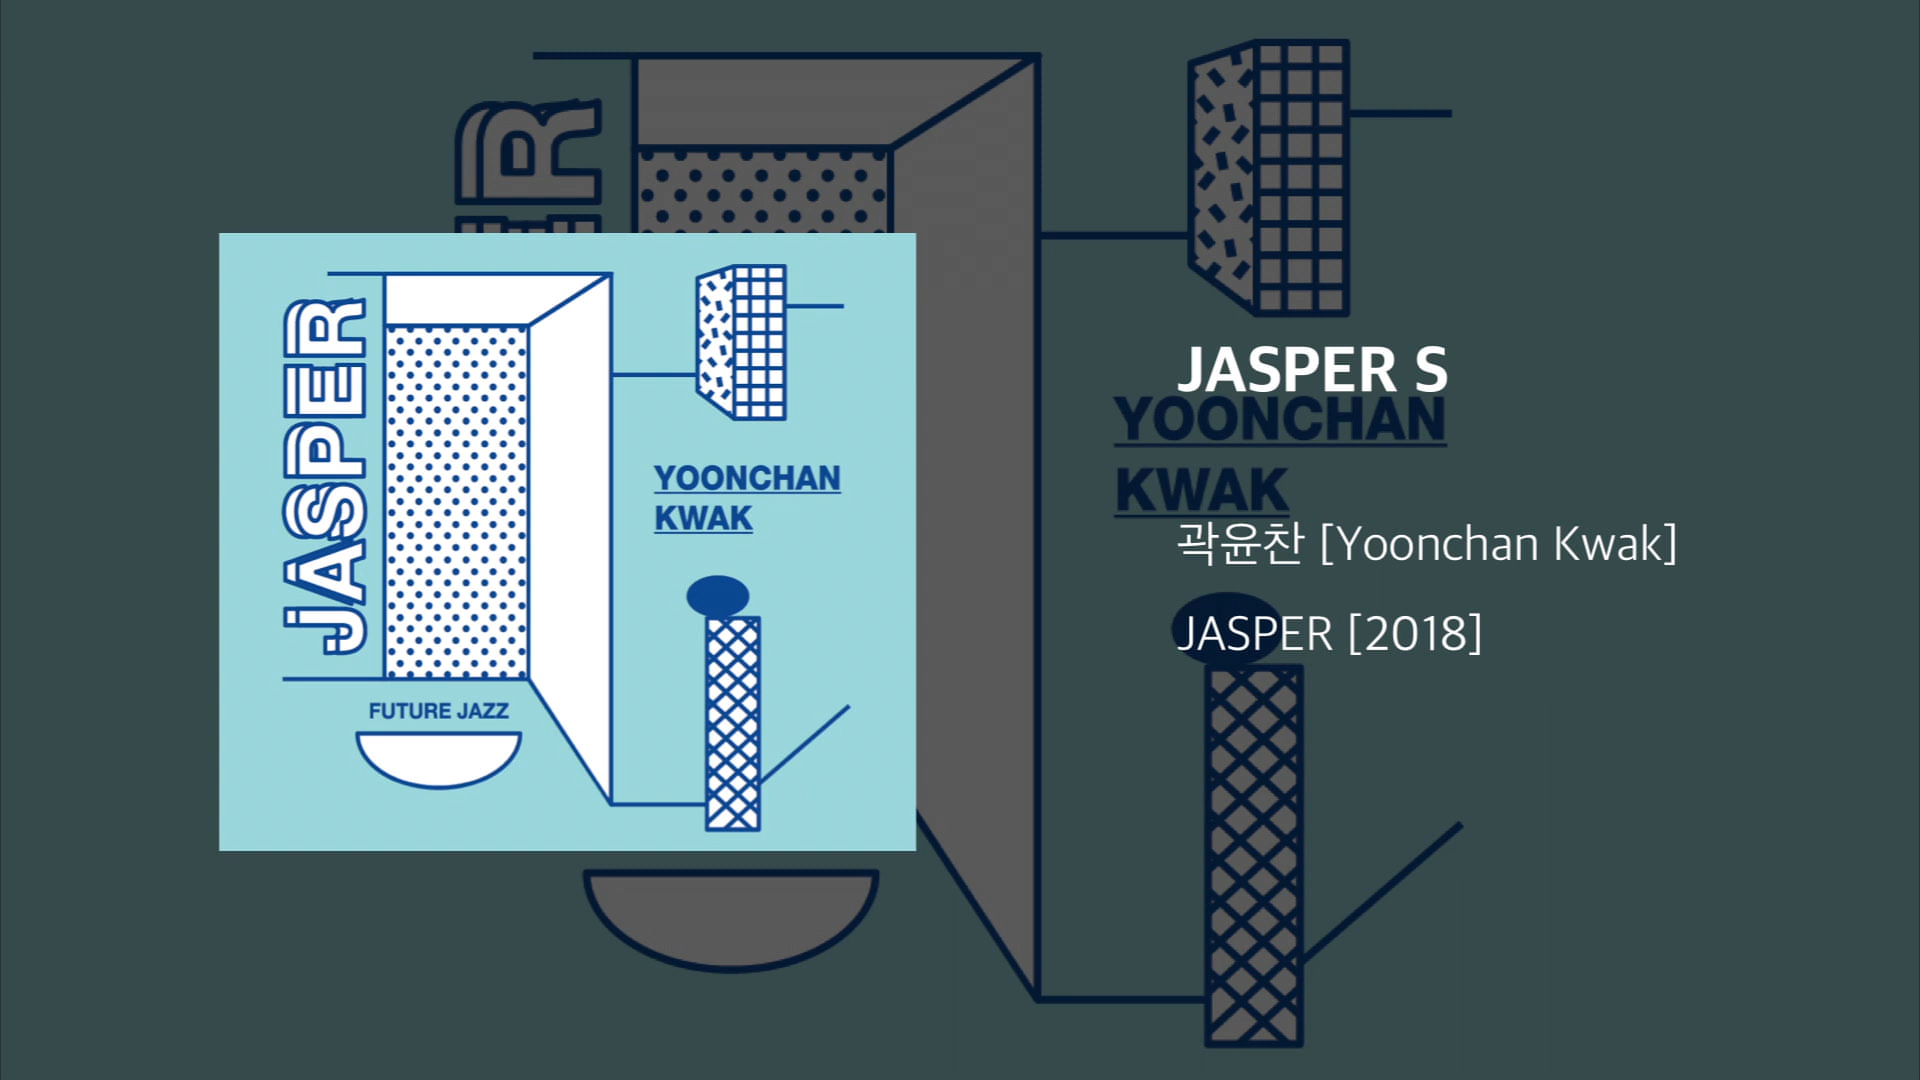 JASPER
YOONCHAN
KWAK
FUTURE JAZZ
JASPER S
YOONCHAN
KWAK
곽윤찬 [Yoonchan Kwak]
JASPER [2018]